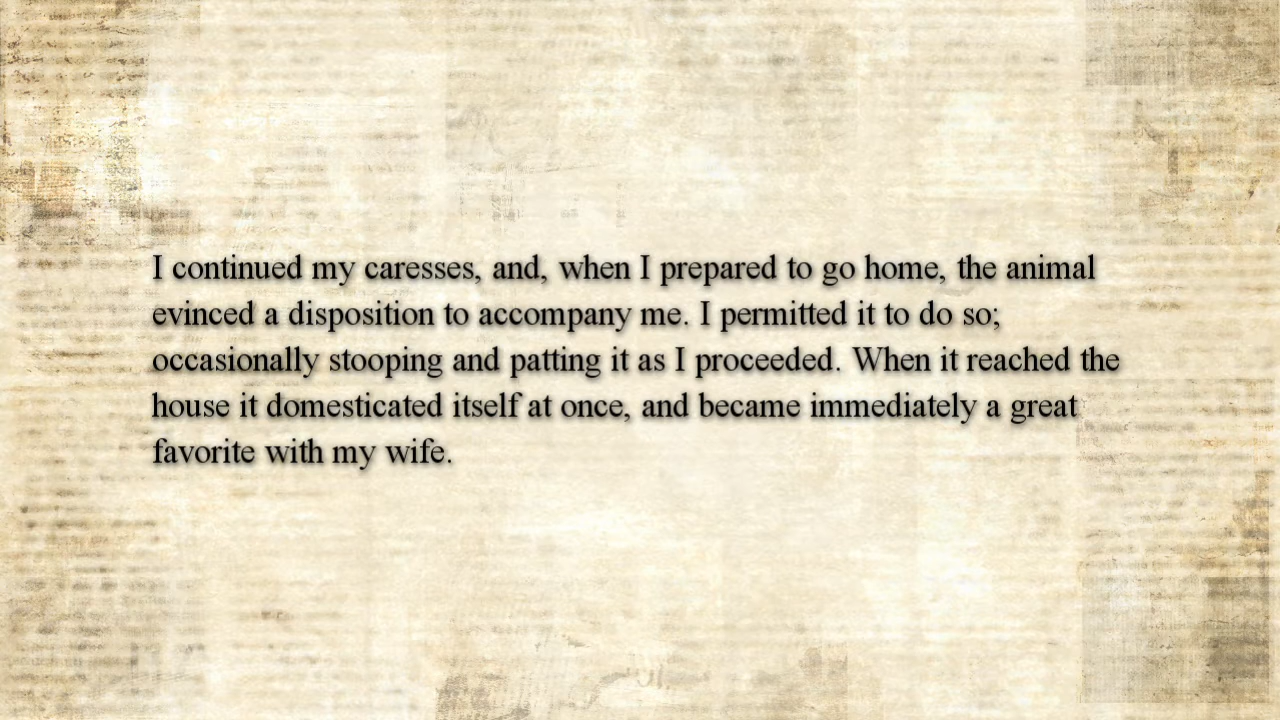 I continued my caresses, and, when I prepared to go home, the animal
evinced a disposition to accompany me. I permitted it to do so;
occasionally stooping and patting it as I proceeded. When it reached the
house it domesticated itself at once, and became immediately a great
favorite with my wife.